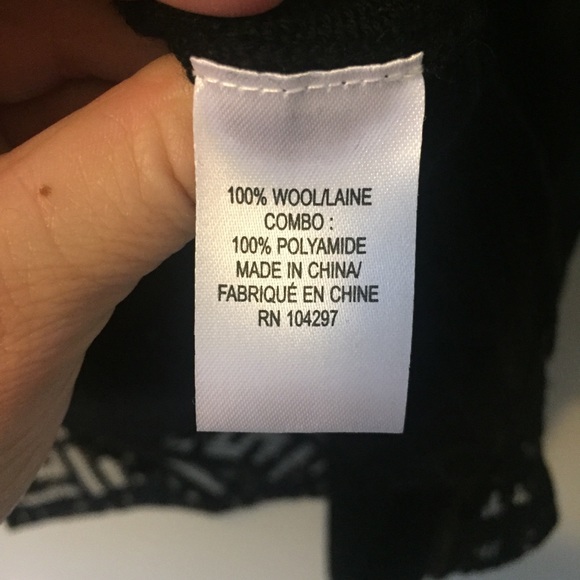 100% WOOL/LAINE
COMBO :
100% POLYAMIDE
MADE IN CHINA/
FABRIQUÉ EN CHINE
RN 104297